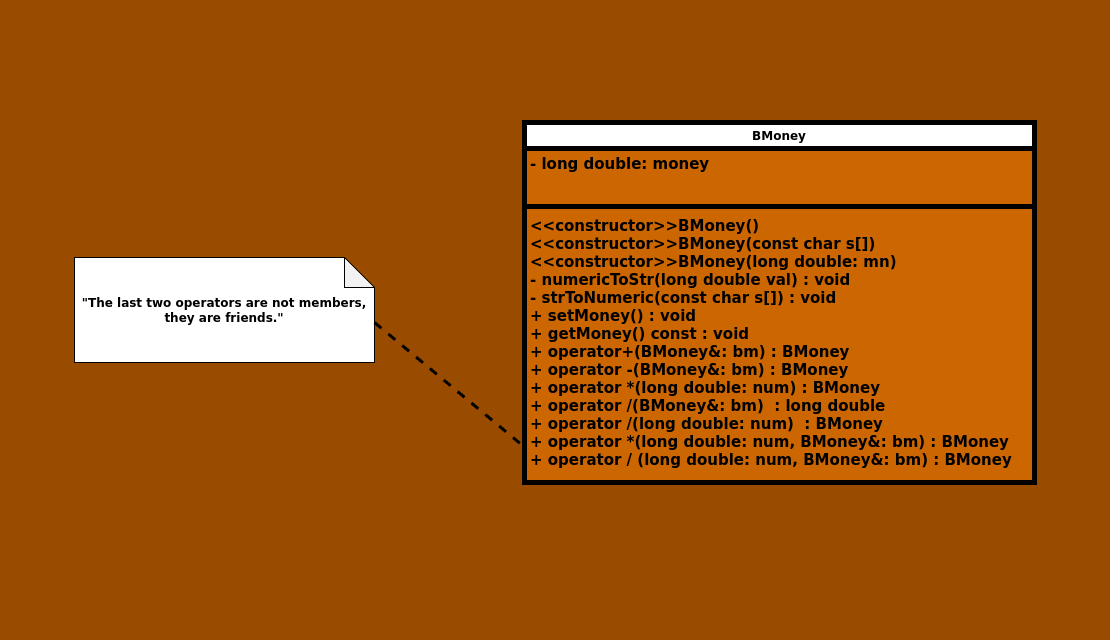 "The last two operators are not members,
they are friends."
BMoney
- long double: money
<<constructor>>BMoney()
<<constructor>>BMoney(const char s[])
<<constructor>>BMoney(long double: mn)
- numericToStr(long double val) : void
- strToNumeric(const char s[]) : void
+ setMoney() : void
+ getMoney() const : void
+ operator+(BMoney&: bm) : BMoney
+ operator -(BMoney&: bm) : BMoney
+ operator *(long double: num) : BMoney
+ operator /(BMoney&: bm)  : long double
+ operator /(long double: num)  : BMoney
+ operator *(long double: num, BMoney&: bm) : BMoney
+ operator / (long double: num, BMoney&: bm) : BMoney